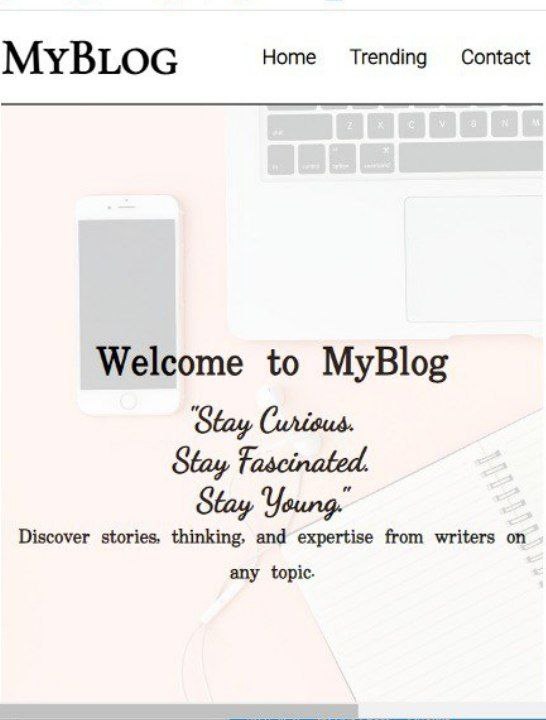 MyBlog
Home Trending Contact
Z X C V B N M
Welcome to MyBlog
"Stay Curious.
Stay Fascinated.
Stay Young."
Discover stories, thinking, and expertise from writers on
any topic.